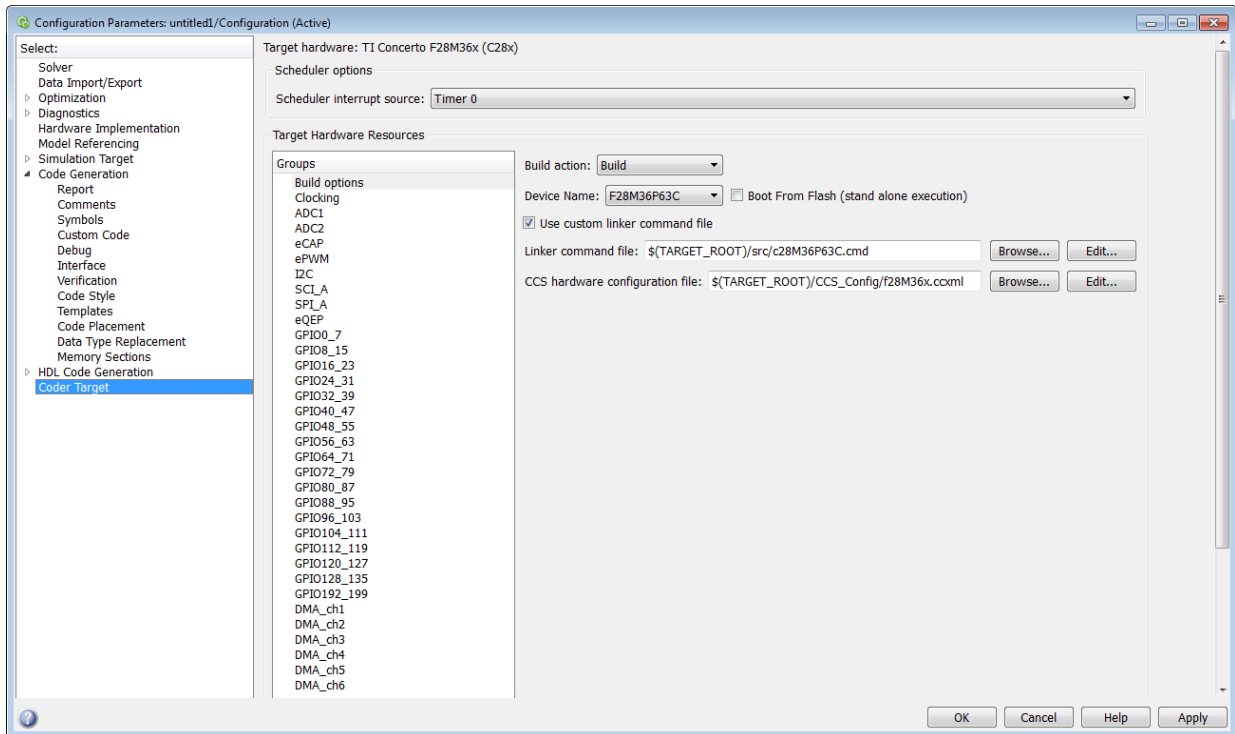 Configuration Parameters: untitled1/Configuration (Active)
Select:
Solver
Data Import/Export
Optimization
Diagnostics
Hardware Implementation
Model Referencing
Simulation Target
Code Generation
Report
Comments
Symbols
Custom Code
Debug
Interface
Verification
Code Style
Templates
Code Placement
Data Type Replacement
Memory Sections
HDL Code Generation
Coder Target
Target hardware: TI Concerto F28M36x (C28x)
Scheduler options
Scheduler interrupt source: Timer 0
Target Hardware Resources
Groups
Build options
Clocking
ADC1
ADC2
eCAP
ePWM
I2C
SCI_A
SPI_A
eQEP
GPIO0_7
GPIO8_15
GPIO16_23
GPIO24_31
GPIO32_39
GPIO40_47
GPIO48_55
GPIO56_63
GPIO64_71
GPIO72_79
GPIO80_87
GPIO88_95
GPIO96_103
GPIO104_111
GPIO112_119
GPIO120_127
GPIO128_135
GPIO192_199
DMA_ch1
DMA_ch2
DMA_ch3
DMA_ch4
DMA_ch5
DMA_ch6
Build action: Build
Device Name: F28M36P63C Boot From Flash (stand alone execution)
Use custom linker command file
Linker command file: $(TARGET_ROOT)/src/c28M36P63C.cmd Browse... Edit...
CCS hardware configuration file: $(TARGET_ROOT)/CCS_Config/f28M36x.ccxml Browse... Edit...
OK Cancel Help Apply